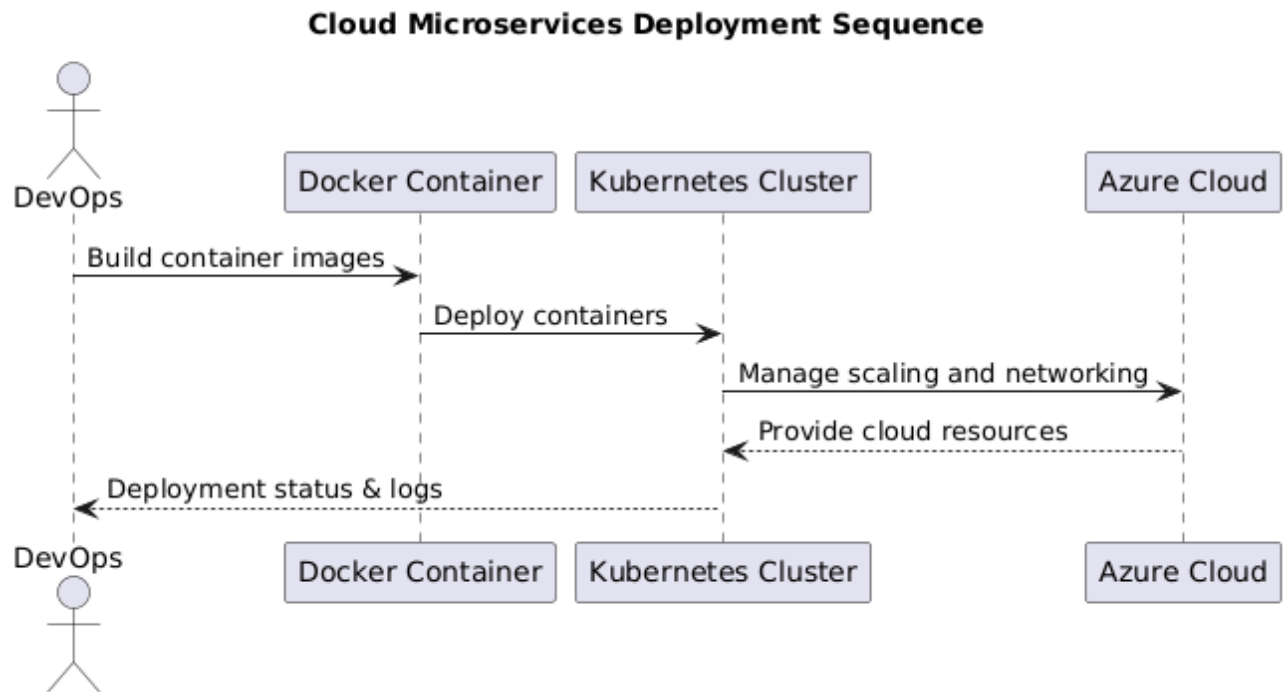 Cloud Microservices Deployment Sequence
DevOps
Docker Container
Kubernetes Cluster
Azure Cloud
Build container images
Deploy containers
Manage scaling and networking
Provide cloud resources
Deployment status & logs
DevOps
Docker Container
Kubernetes Cluster
Azure Cloud